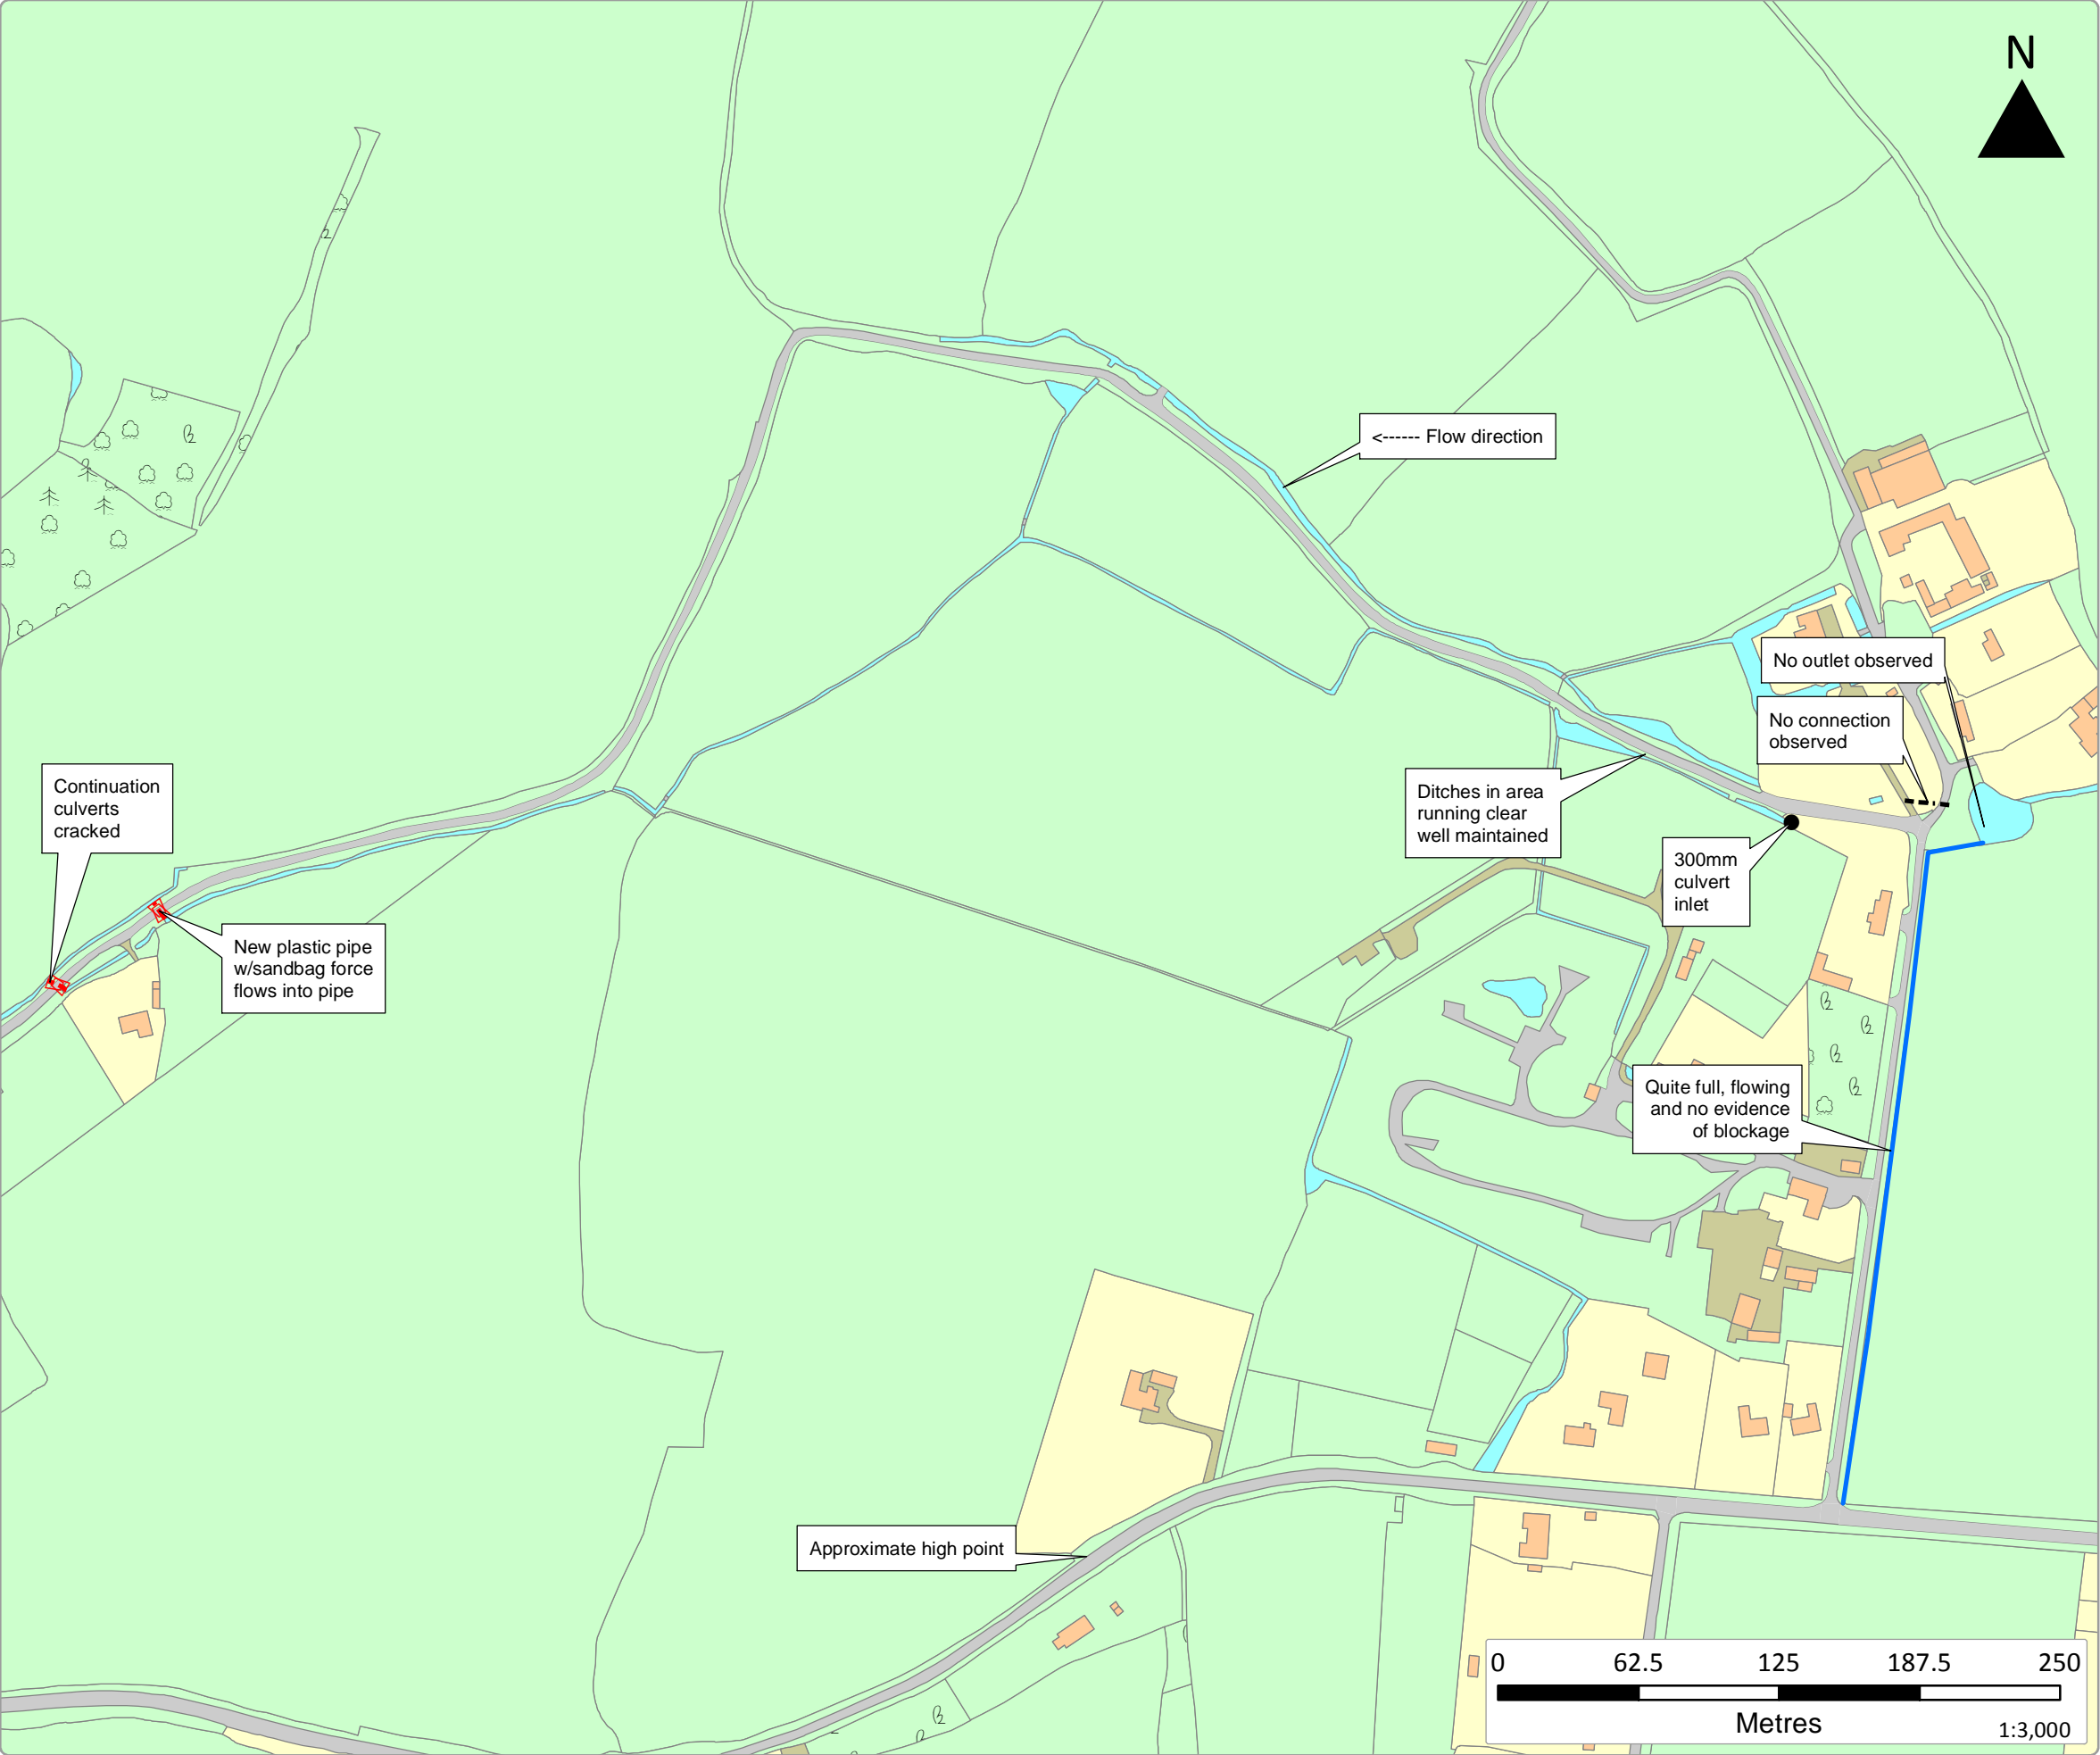 N
<------ Flow direction
No outlet observed
No connection
observed
Continuation
culverts
cracked
Ditches in area
running clear
well maintained
300mm
culvert
inlet
New plastic pipe
w/sandbag force
flows into pipe
Quite full, flowing
and no evidence
of blockage
Approximate high point
0 62.5 125 187.5 250
Metres
1:3,000